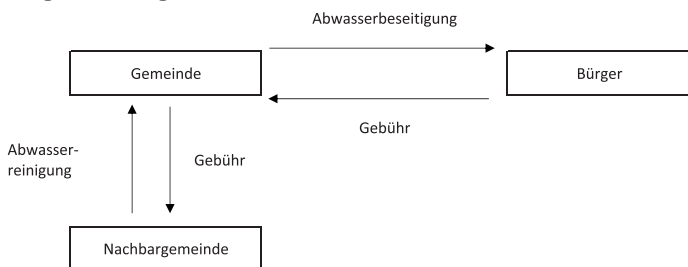 Abwasserbeseitigung
Gemeinde
Bürger
Gebühr
Abwasser-
reinigung
Gebühr
Nachbargemeinde